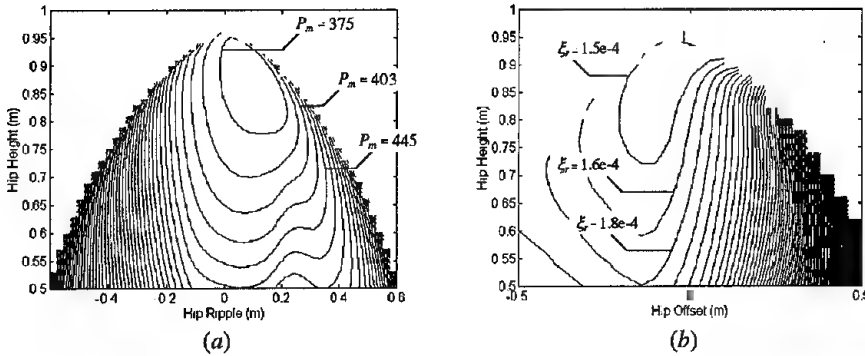 P_m = 375
P_m = 403
P_m = 445
Hip Height (m)
1
0.95
0.9
0.85
0.8
0.75
0.7
0.65
0.6
0.55
0.5
-0.4
-0.2
0
0.2
0.4
0.6
Hip Ripple (m)
(a)
ξ_r = 1.5e-4
ξ_r = 1.6e-4
ξ_r = 1.8e-4
Hip Height (m)
1
0.95
0.9
0.85
0.8
0.75
0.7
0.65
0.6
0.55
0.5
-0.5
0.5
Hip Offset (m)
(b)